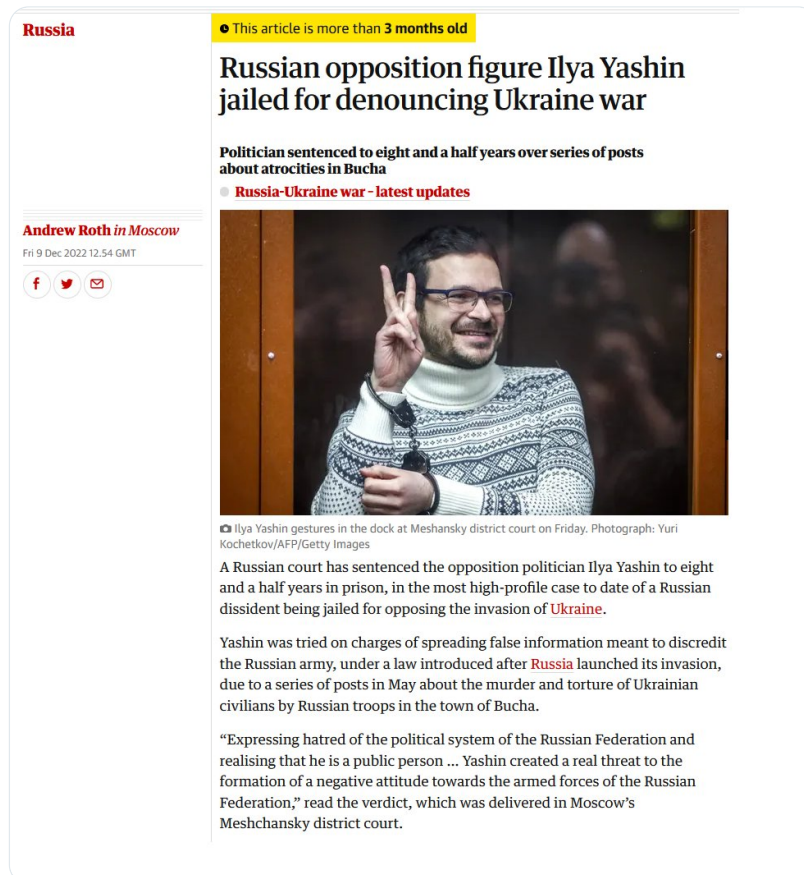 Russia
This article is more than 3 months old
Russian opposition figure Ilya Yashin
jailed for denouncing Ukraine war
Politician sentenced to eight and a half years over series of posts
about atrocities in Bucha
Russia-Ukraine war – latest updates
Andrew Roth in Moscow
Fri 9 Dec 2022 12.54 GMT
Ilya Yashin gestures in the dock at Meshansky district court on Friday. Photograph: Yuri
Kochetkov/AFP/Getty Images
A Russian court has sentenced the opposition politician Ilya Yashin to eight
and a half years in prison, in the most high-profile case to date of a Russian
dissident being jailed for opposing the invasion of Ukraine.
Yashin was tried on charges of spreading false information meant to discredit
the Russian army, under a law introduced after Russia launched its invasion,
due to a series of posts in May about the murder and torture of Ukrainian
civilians by Russian troops in the town of Bucha.
“Expressing hatred of the political system of the Russian Federation and
realising that he is a public person ... Yashin created a real threat to the
formation of a negative attitude towards the armed forces of the Russian
Federation,” read the verdict, which was delivered in Moscow’s
Meshchansky district court.